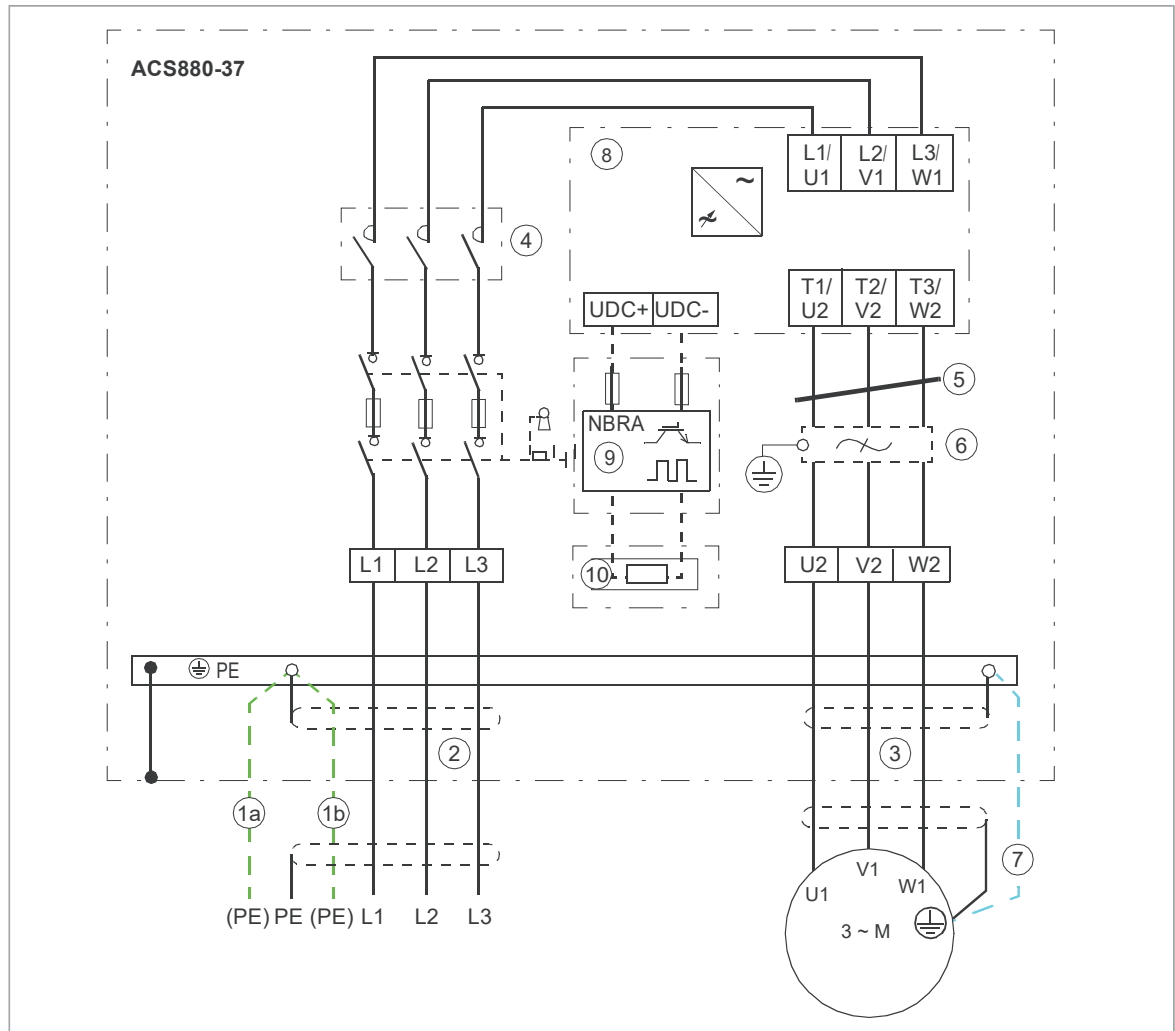 ACS880-37
8
L1/ U1
L2/ V1
L3/ W1
~
4
T1/ U2
T2/ V2
T3/ W2
UDC+ UDC-
5
NBRA
9
6
L1 L2 L3
10
U2 V2 W2
PE
2
3
1a
1b
7
V1
U1
W1
3 ~ M
(PE) PE (PE) L1 L2 L3